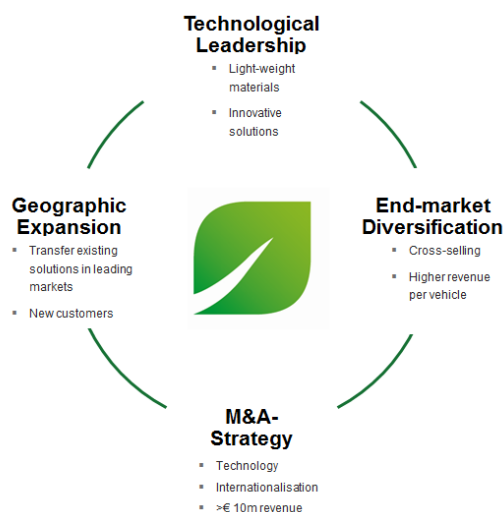 Technological
Leadership
▪ Light-weight
materials
▪ Innovative
solutions
Geographic
Expansion
▪ Transfer existing
solutions in leading
markets
▪ New customers
End-market
Diversification
▪ Cross-selling
▪ Higher revenue
per vehicle
M&A-
Strategy
▪ Technology
▪ Internationalisation
▪ >€ 10m revenue